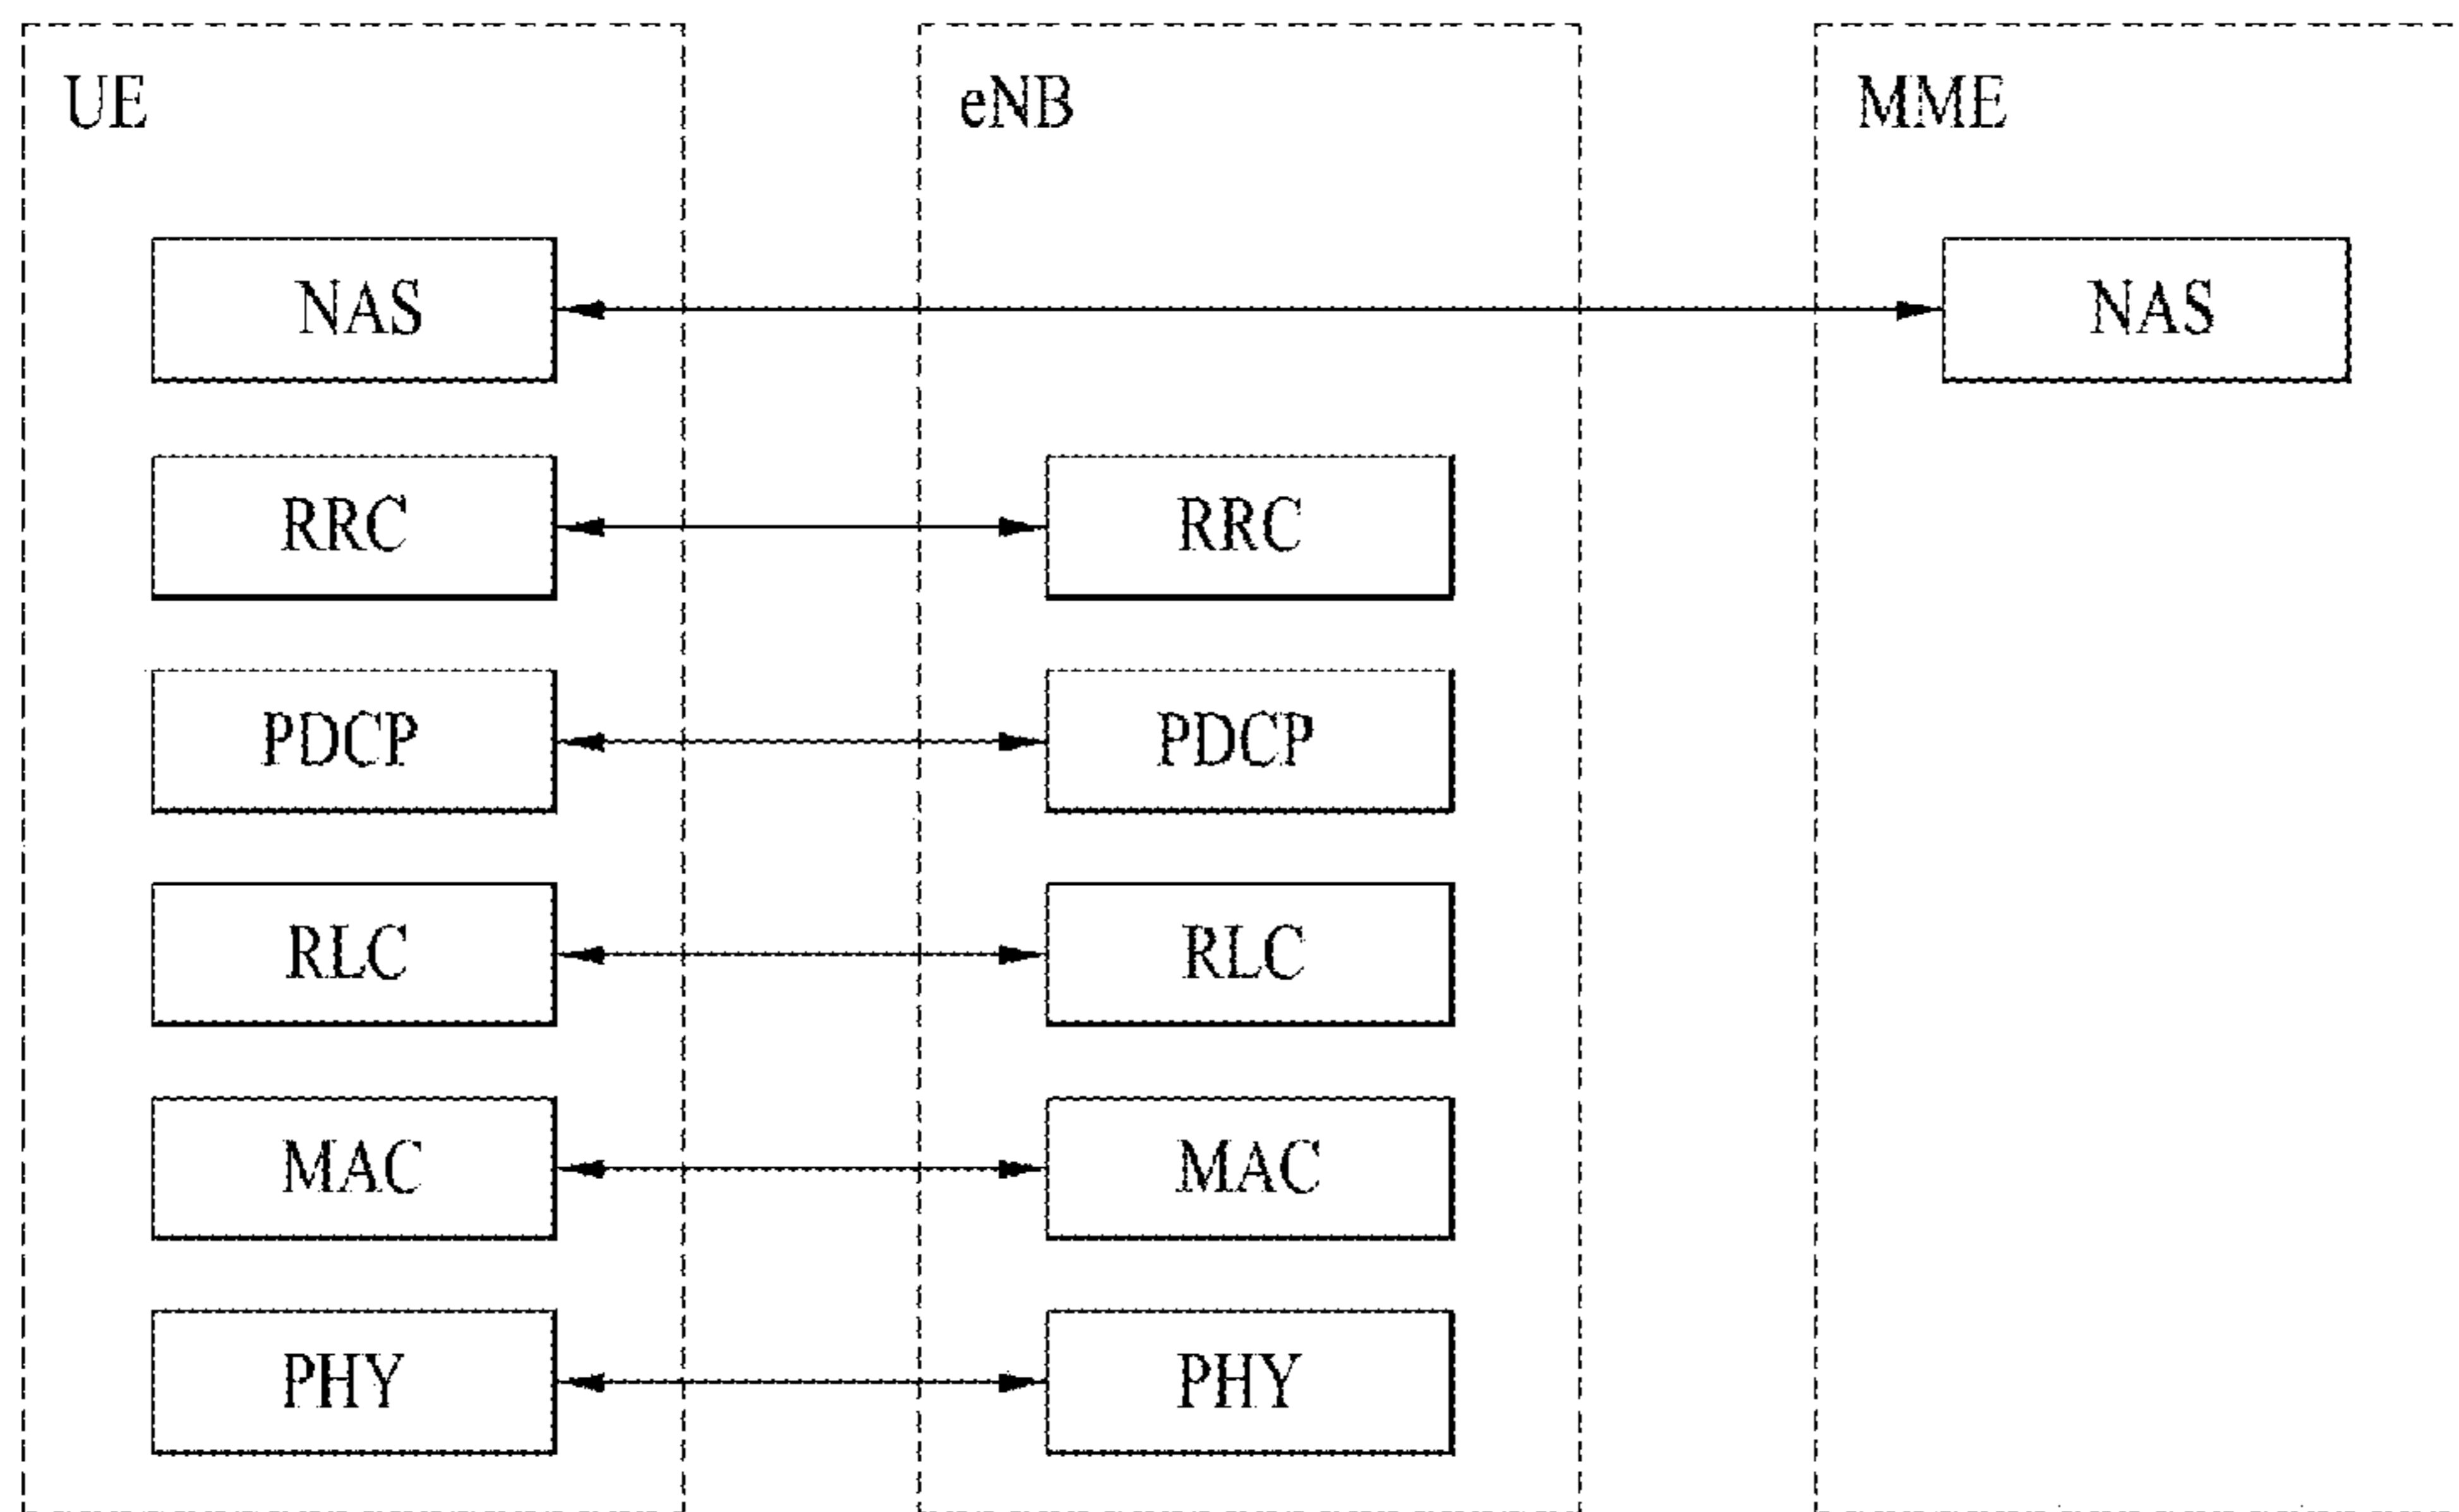 UE eNB MME
NAS NAS
RRC RRC
PDCP PDCP
RLC RLC
MAC MAC
PHY PHY